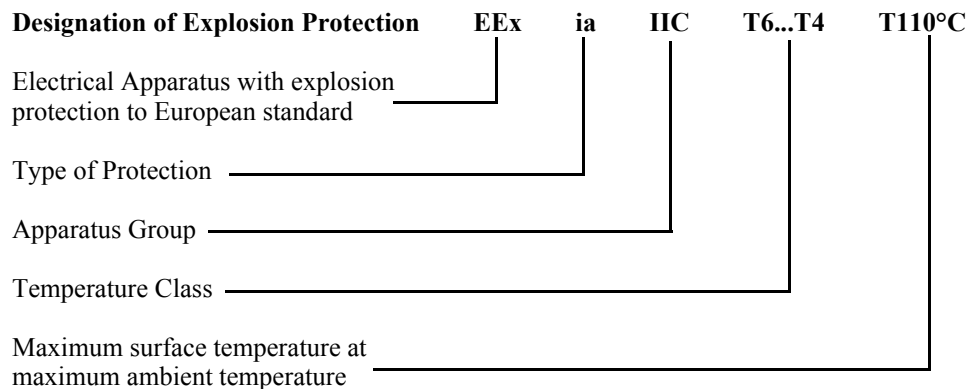 Designation of Explosion Protection EEx ia IIC T6...T4 T110°C
Electrical Apparatus with explosion
protection to European standard
Type of Protection
Apparatus Group
Temperature Class
Maximum surface temperature at
maximum ambient temperature